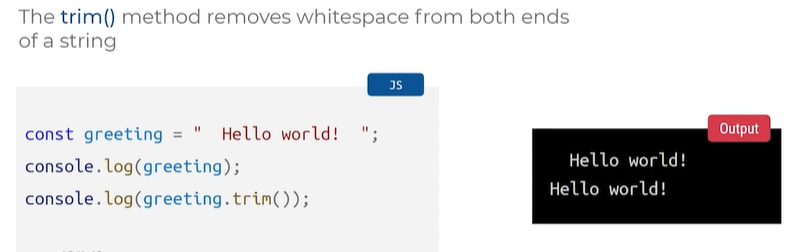 The trim() method removes whitespace from both ends
of a string
JS
const greeting = "  Hello world!  ";
console.log(greeting);
console.log(greeting.trim());
Output
  Hello world!
Hello world!